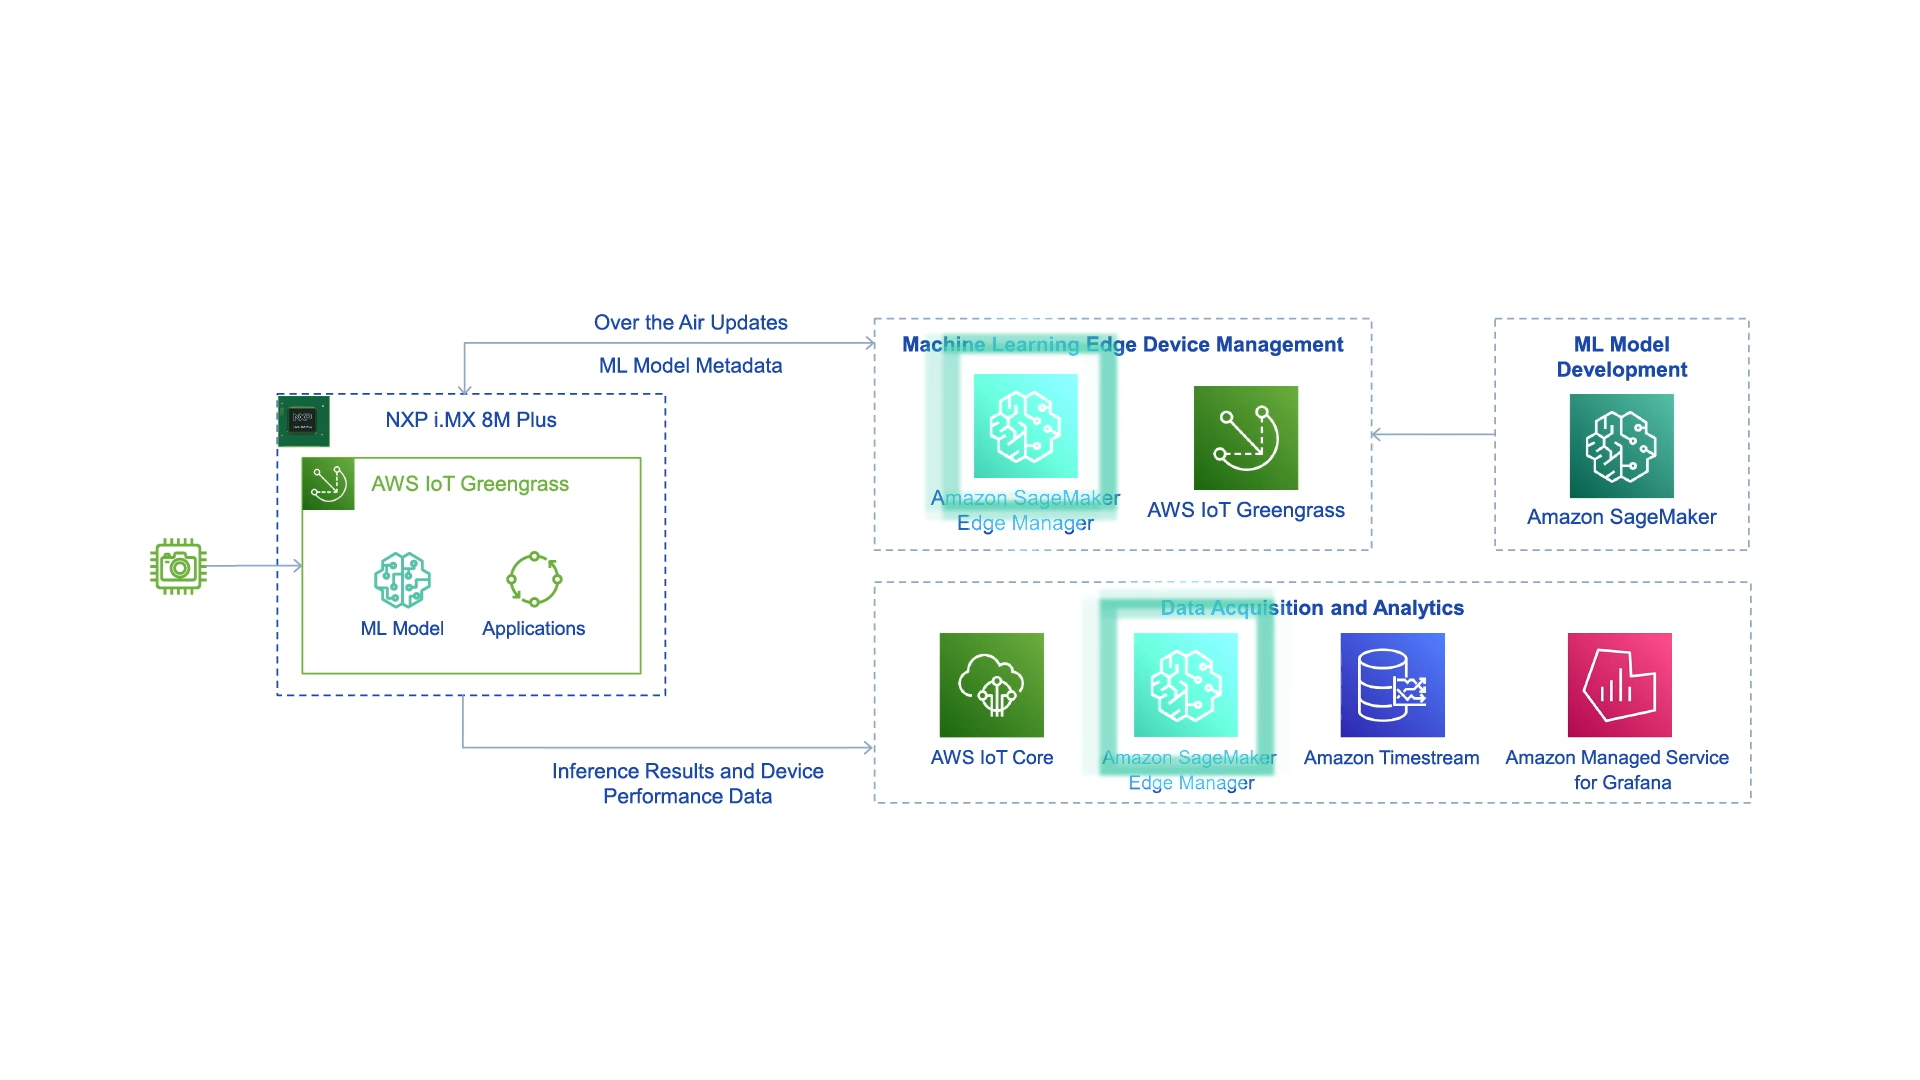 Over the Air Updates
ML Model Metadata
NXP i.MX 8M Plus
NXP
AWS IoT Greengrass
ML Model
Applications
Inference Results and Device
Performance Data
Machine Learning Edge Device Management
Amazon SageMaker
Edge Manager
AWS IoT Greengrass
ML Model
Development
Amazon SageMaker
Data Acquisition and Analytics
AWS IoT Core
Amazon SageMaker
Edge Manager
Amazon Timestream
Amazon Managed Service
for Grafana